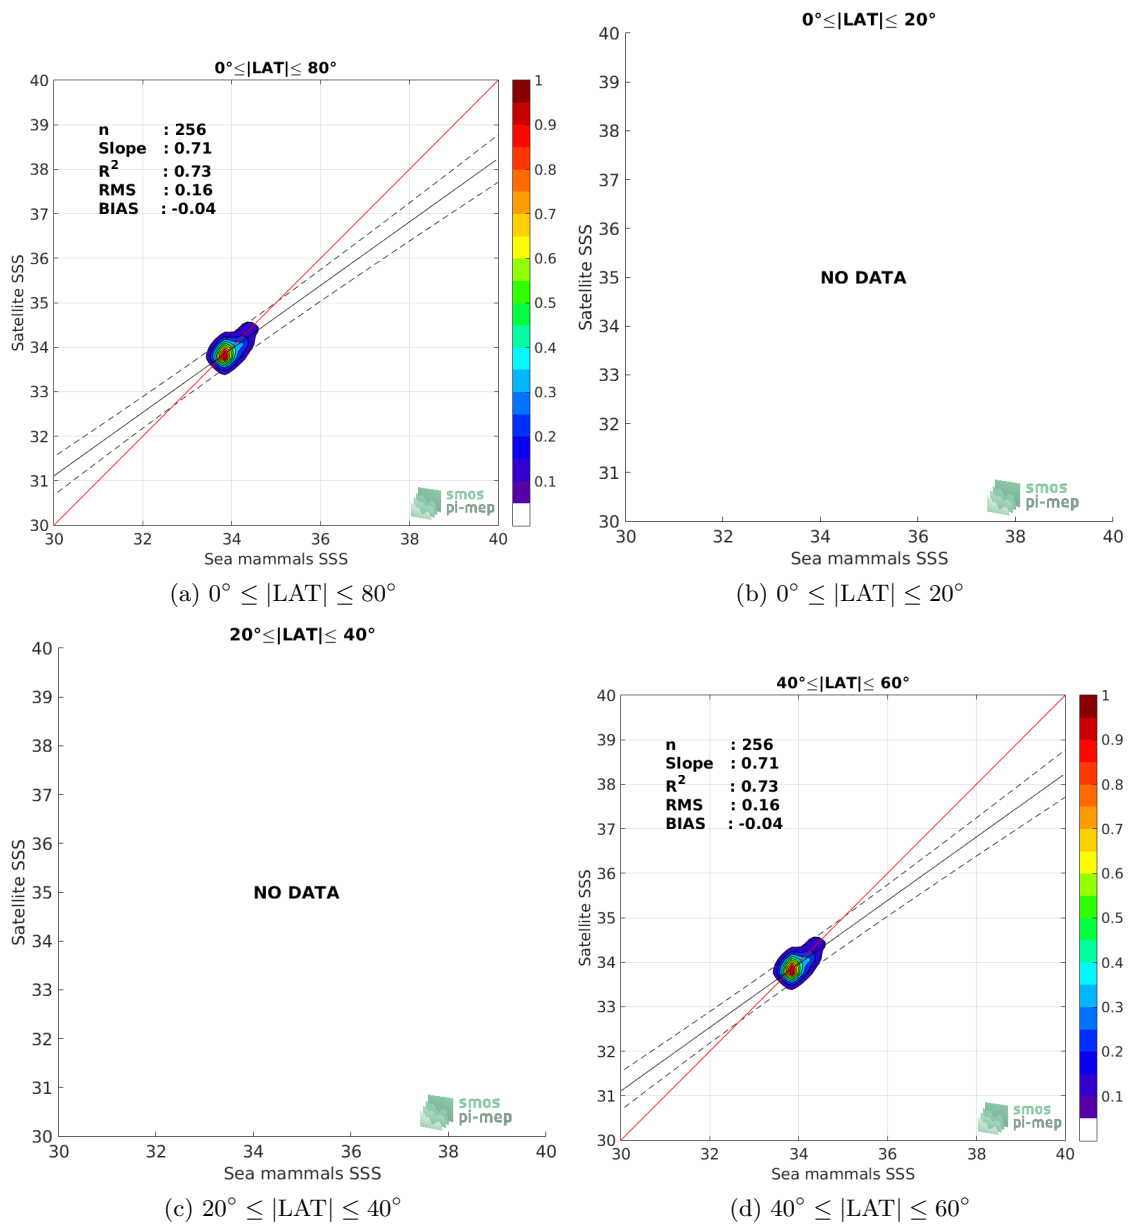 0°≤|LAT|≤ 80°
40
39
38
37
36
35
34
33
32
31
30
Satellite SSS
n : 256
Slope : 0.71
R² : 0.73
RMS : 0.16
BIAS : -0.04
smos
pi-mep
30 32 34 36 38 40
Sea mammals SSS
1
0.9
0.8
0.7
0.6
0.5
0.4
0.3
0.2
0.1
(a) 0° ≤ |LAT| ≤ 80°
0°≤|LAT|≤ 20°
40
39
38
37
36
35
34
33
32
31
30
Satellite SSS
NO DATA
smos
pi-mep
30 32 34 36 38 40
Sea mammals SSS
(b) 0° ≤ |LAT| ≤ 20°
20°≤|LAT|≤ 40°
40
39
38
37
36
35
34
33
32
31
30
Satellite SSS
NO DATA
smos
pi-mep
30 32 34 36 38 40
Sea mammals SSS
(c) 20° ≤ |LAT| ≤ 40°
40°≤|LAT|≤ 60°
40
39
38
37
36
35
34
33
32
31
30
Satellite SSS
n : 256
Slope : 0.71
R² : 0.73
RMS : 0.16
BIAS : -0.04
smos
pi-mep
30 32 34 36 38 40
Sea mammals SSS
1
0.9
0.8
0.7
0.6
0.5
0.4
0.3
0.2
0.1
(d) 40° ≤ |LAT| ≤ 60°